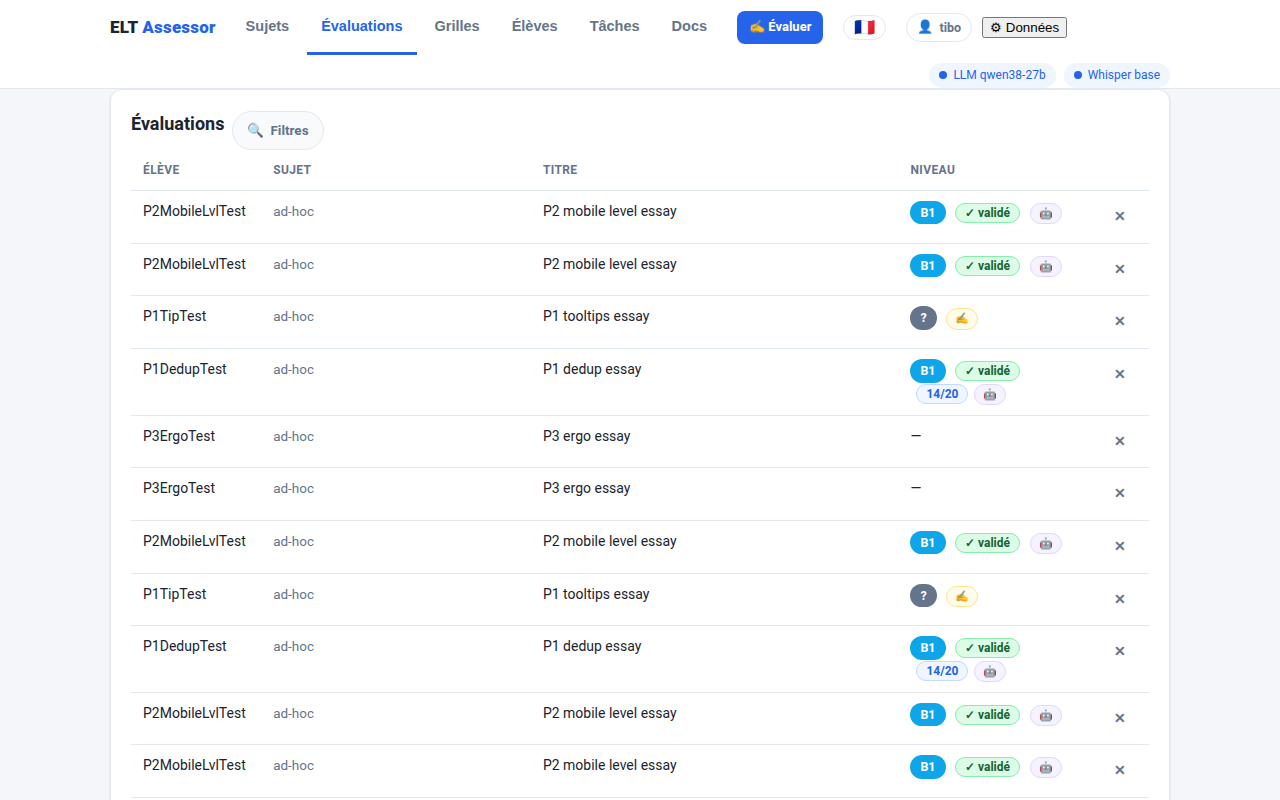 ELT Assessor Sujets Évaluations Grilles Élèves Tâches Docs ✍️ Évaluer 🇫🇷 👤 tibo ⚙ Données
LLM qwen38-27b Whisper base
Évaluations 🔍 Filtres
ÉLÈVE SUJET TITRE NIVEAU
P2MobileLvlTest ad-hoc P2 mobile level essay B1 ✓ validé 🤖 ✕
P2MobileLvlTest ad-hoc P2 mobile level essay B1 ✓ validé 🤖 ✕
P1TipTest ad-hoc P1 tooltips essay ? ✍️ ✕
P1DedupTest ad-hoc P1 dedup essay B1 ✓ validé ✕
14/20 🤖
P3ErgoTest ad-hoc P3 ergo essay — ✕
P3ErgoTest ad-hoc P3 ergo essay — ✕
P2MobileLvlTest ad-hoc P2 mobile level essay B1 ✓ validé 🤖 ✕
P1TipTest ad-hoc P1 tooltips essay ? ✍️ ✕
P1DedupTest ad-hoc P1 dedup essay B1 ✓ validé ✕
14/20 🤖
P2MobileLvlTest ad-hoc P2 mobile level essay B1 ✓ validé 🤖 ✕
P2MobileLvlTest ad-hoc P2 mobile level essay B1 ✓ validé 🤖 ✕